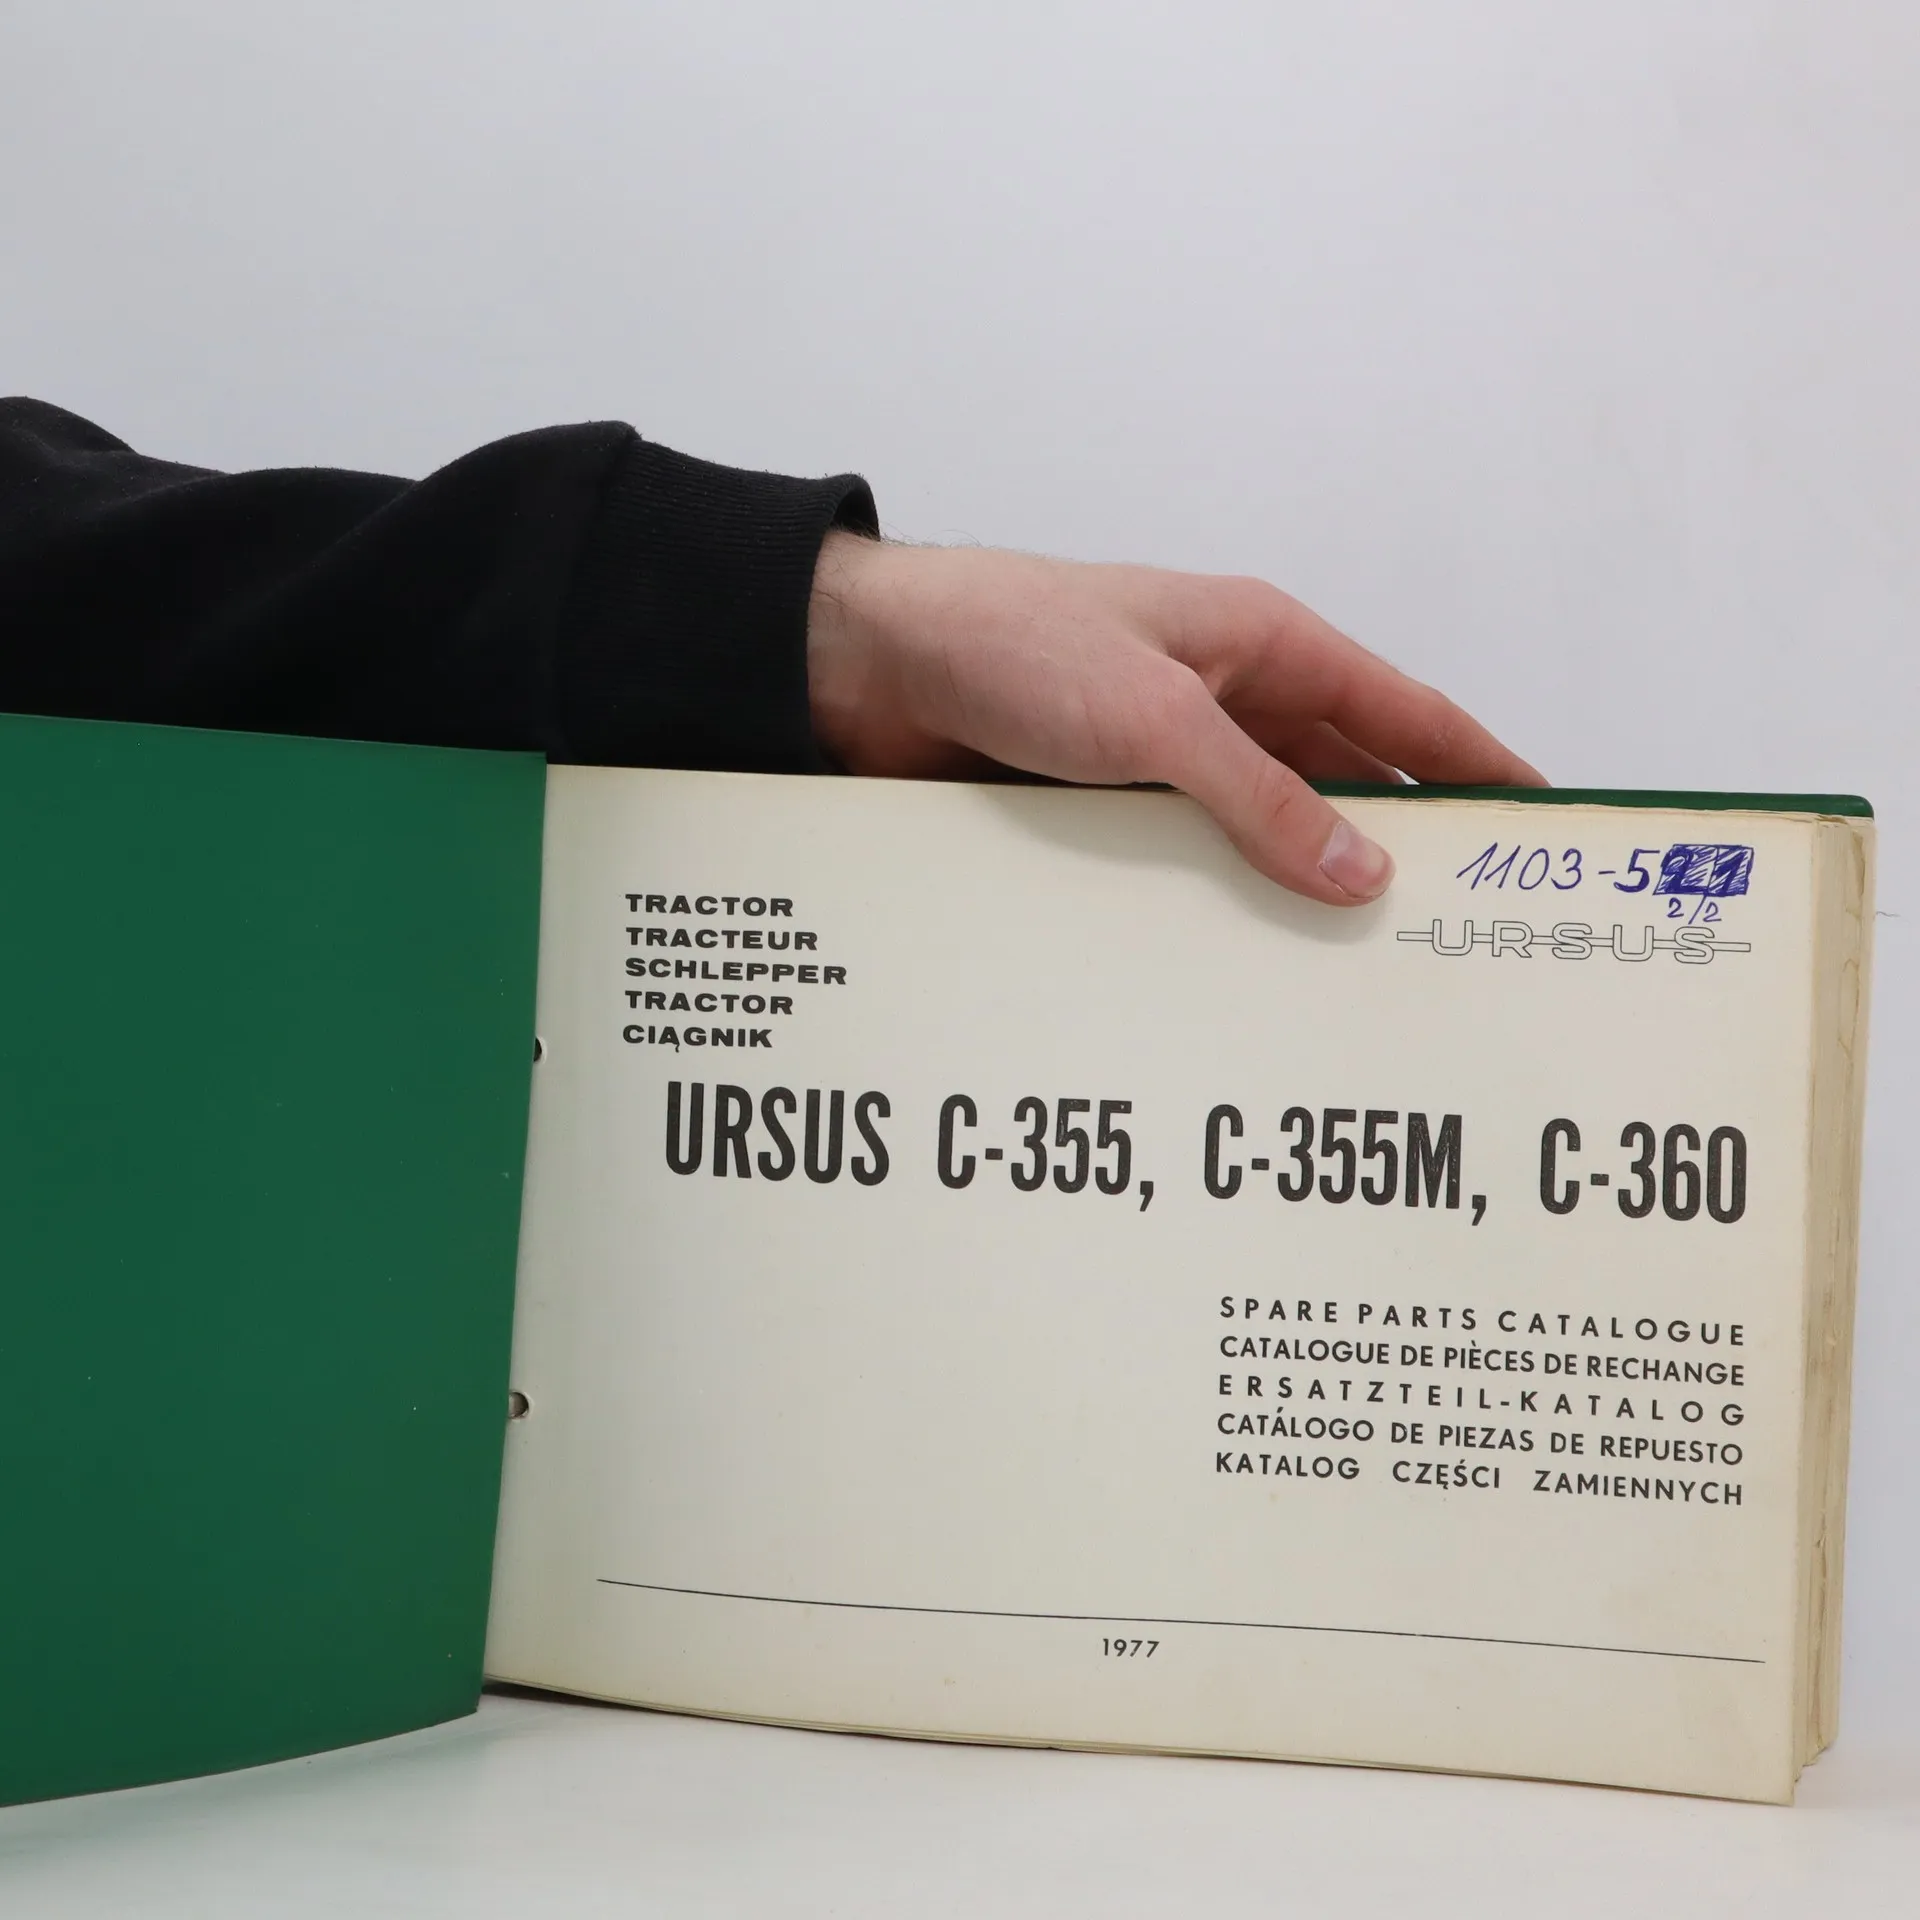 1103-5
2/2
URSUS
TRACTOR
TRACTEUR
SCHLEPPER
TRACTOR
CIĄGNIK
URSUS C-355, C-355M, C-360
SPARE PARTS CATALOGUE
CATALOGUE DE PIÈCES DE RECHANGE
ERSATZTEIL-KATALOG
CATÁLOGO DE PIEZAS DE REPUESTO
KATALOG CZĘŚCI ZAMIENNYCH
1977